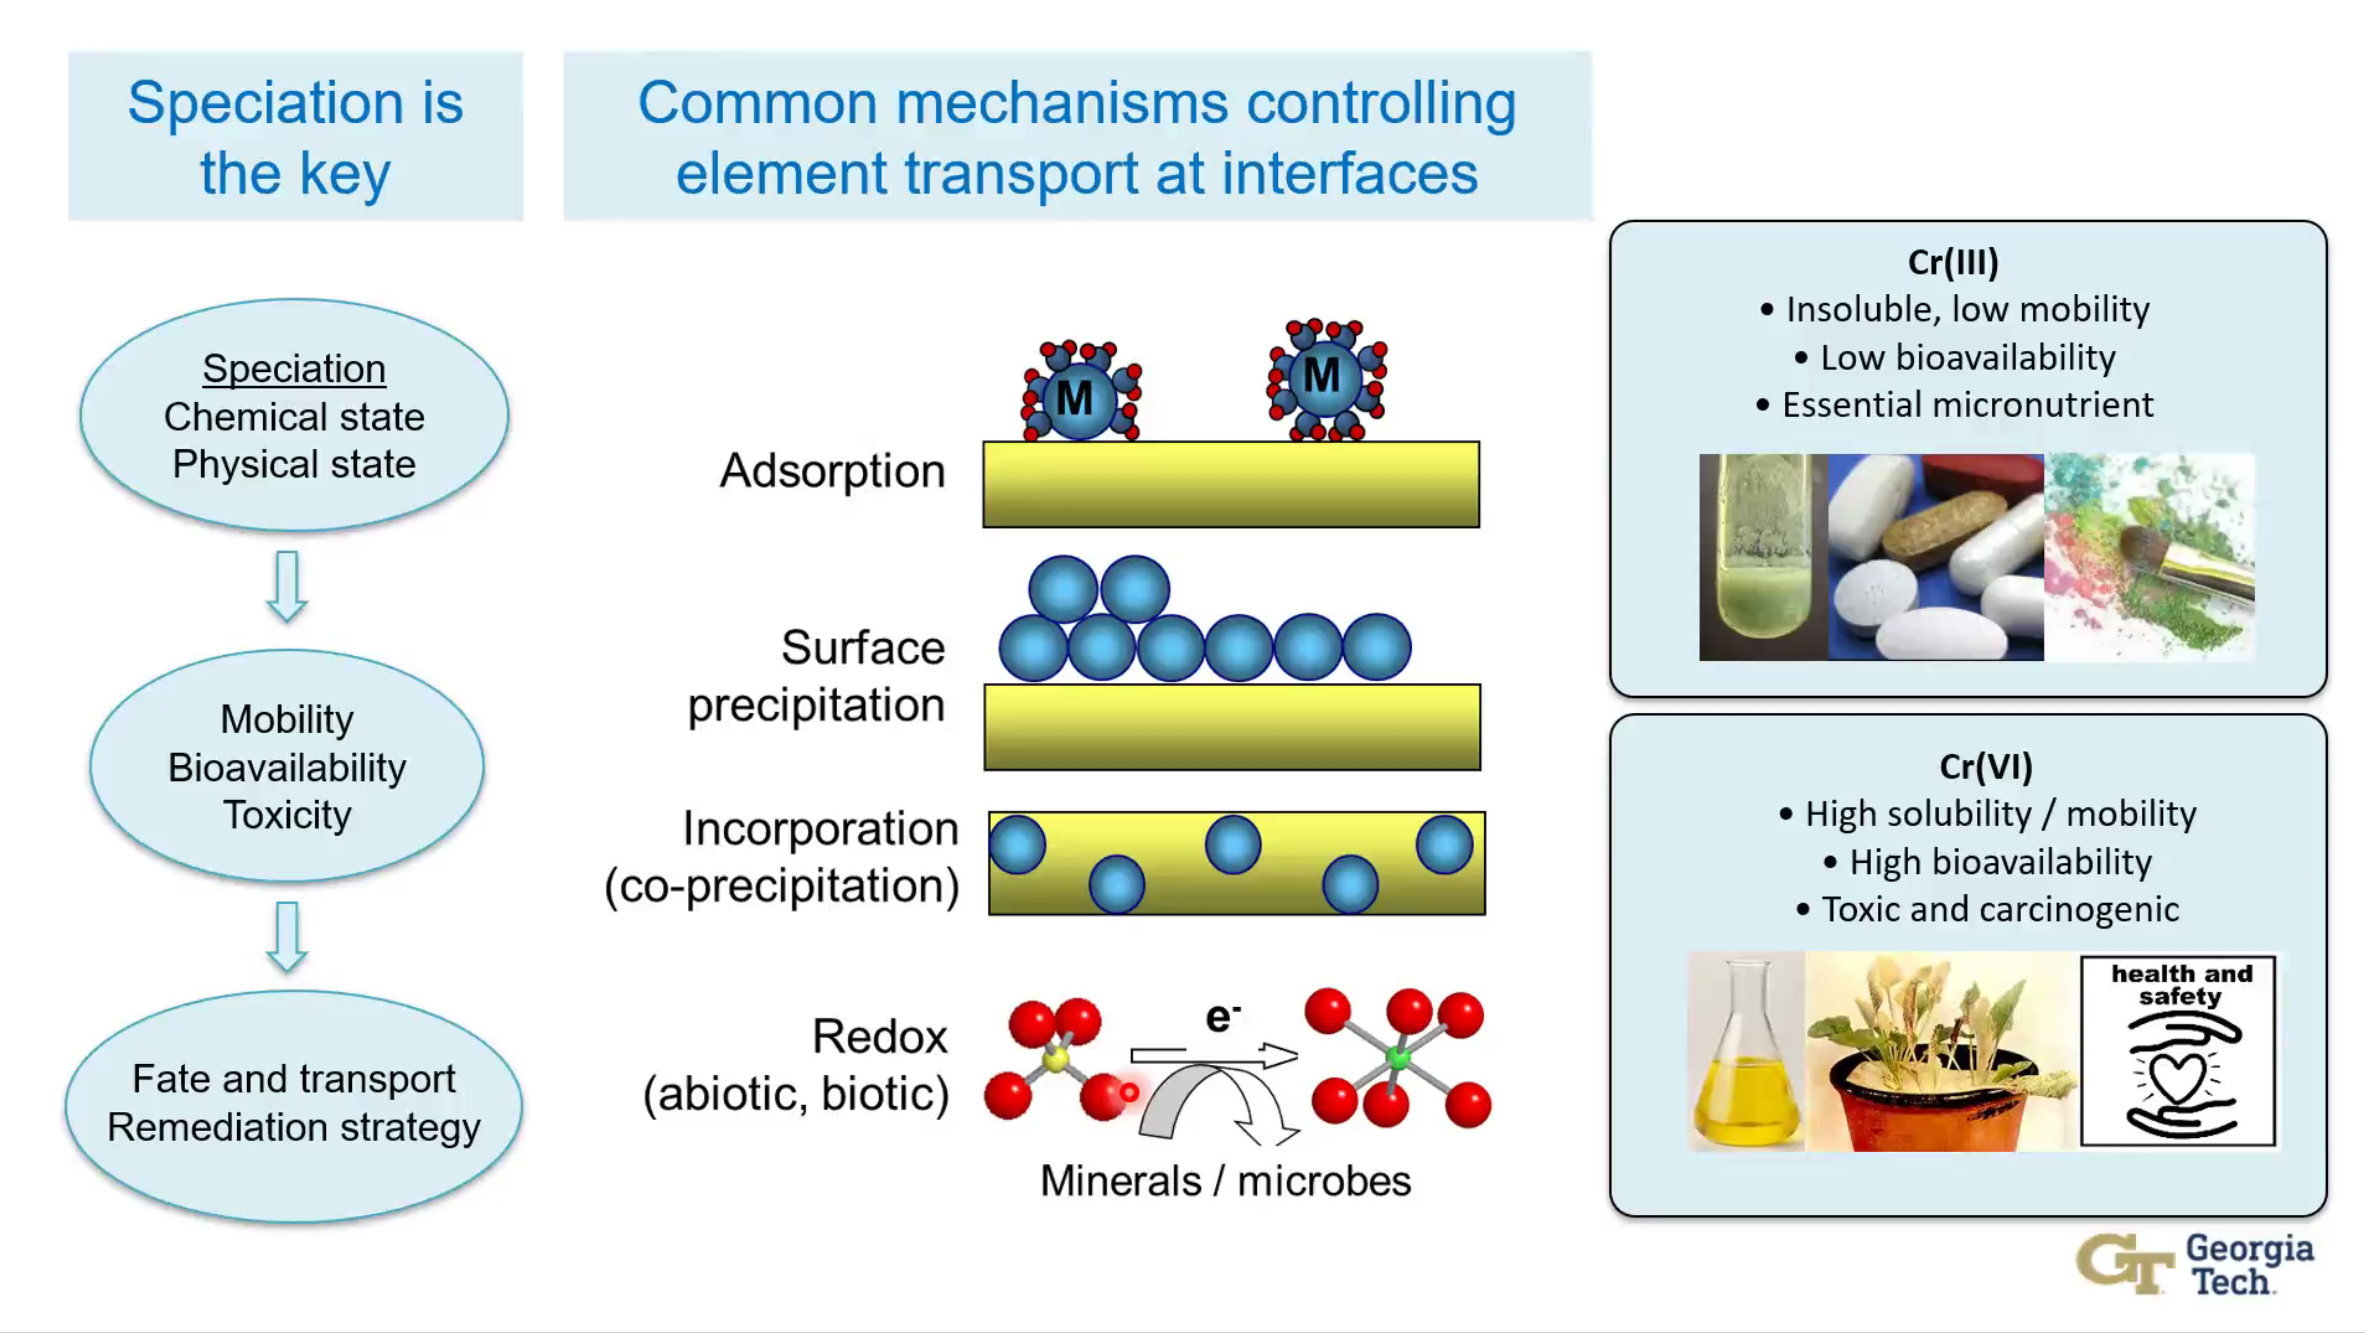 Speciation is
the key
Common mechanisms controlling
element transport at interfaces
Speciation
Chemical state
Physical state
Mobility
Bioavailability
Toxicity
Fate and transport
Remediation strategy
M
M
Adsorption
Surface
precipitation
Incorporation
(co-precipitation)
Redox
(abiotic, biotic)
e-
Minerals / microbes
Cr(III)
• Insoluble, low mobility
• Low bioavailability
• Essential micronutrient
Cr(VI)
• High solubility / mobility
• High bioavailability
• Toxic and carcinogenic
health and
safety
GT Georgia
Tech